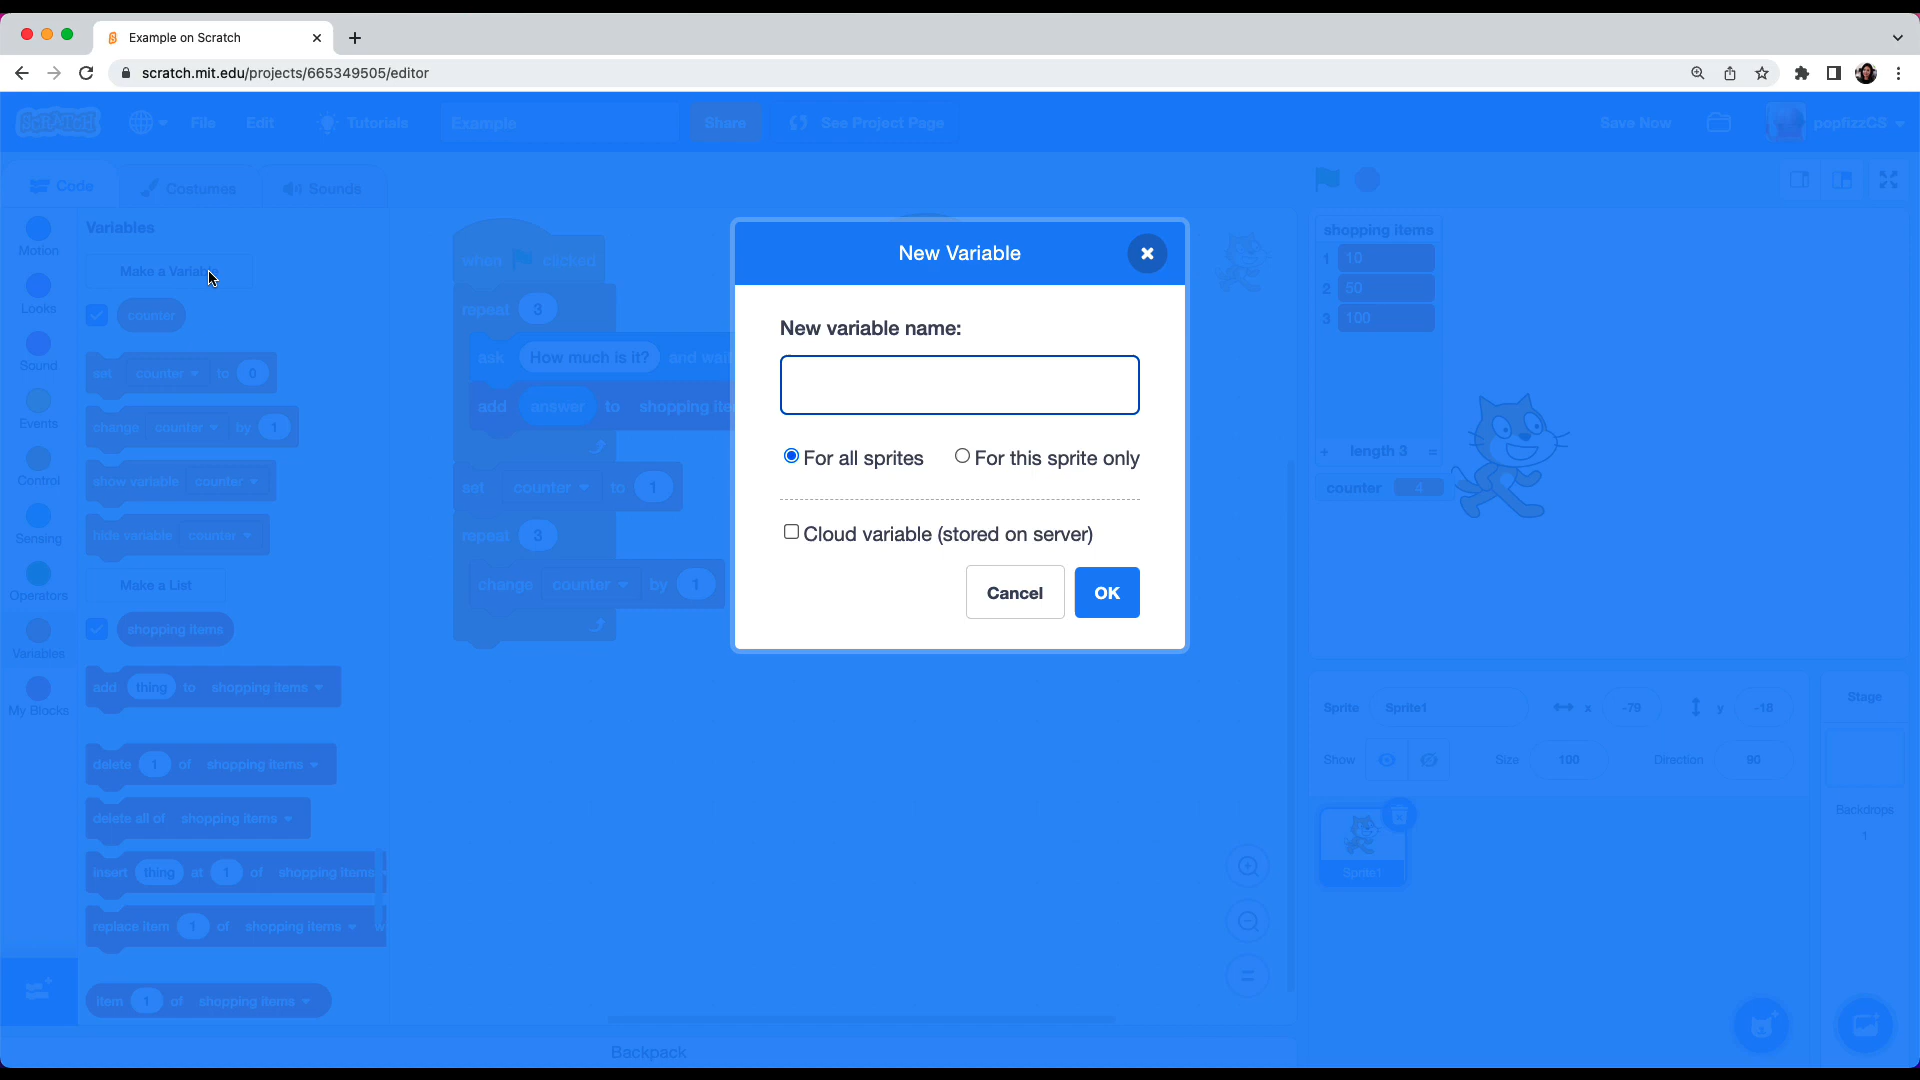 Example on Scratch
scratch.mit.edu/projects/665349505/editor
SCRATCH
File
Edit
Tutorials
Example
Share
See Project Page
Save Now
popfizzCS
Code
Costumes
Sounds
Motion
Looks
Sound
Events
Control
Sensing
Operators
Variables
My Blocks
Variables
Make a Variab
counter
set counter to 0
change counter by 1
show variable counter
hide variable counter
Make a List
shopping items
add thing to shopping items
delete 1 of shopping items
delete all of shopping items
insert thing at 1 of shopping items
replace item 1 of shopping items w
item 1 of shopping items
when clicked
repeat 3
ask How much is it? and wait
add answer to shopping ite
set counter to 1
repeat 3
change counter by 1
New Variable
New variable name:
For all sprites
For this sprite only
Cloud variable (stored on server)
Cancel
OK
shopping items
1 10
2 50
3 100
+ length 3 =
counter 4
Sprite Sprite1 x -79 y -18
Show Size 100 Direction 90
Sprite1
Stage
Backdrops
1
Backpack